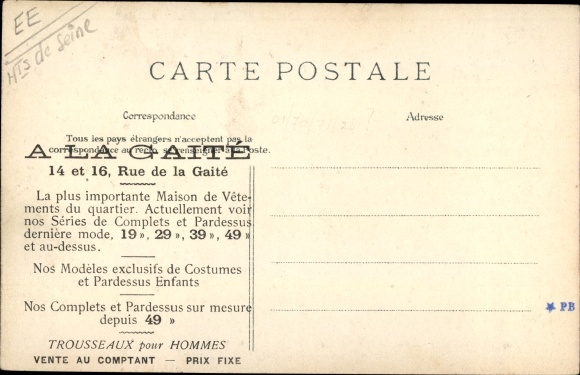 EE
Hts de Seine
CARTE POSTALE
Correspondance
Adresse
Tous les pays étrangers n'acceptent pas la
correspondance au recto, se renseigner à la Poste.
A LA GAITÉ
14 et 16, Rue de la Gaité
La plus importante Maison de Vête-
ments du quartier. Actuellement voir
nos Séries de Complets et Pardessus
dernière mode, 19 », 29 », 39 », 49 »
et au-dessus.
Nos Modèles exclusifs de Costumes
et Pardessus Enfants
Nos Complets et Pardessus sur mesure
depuis 49 »
TROUSSEAUX pour HOMMES
VENTE AU COMPTANT — PRIX FIXE
PB